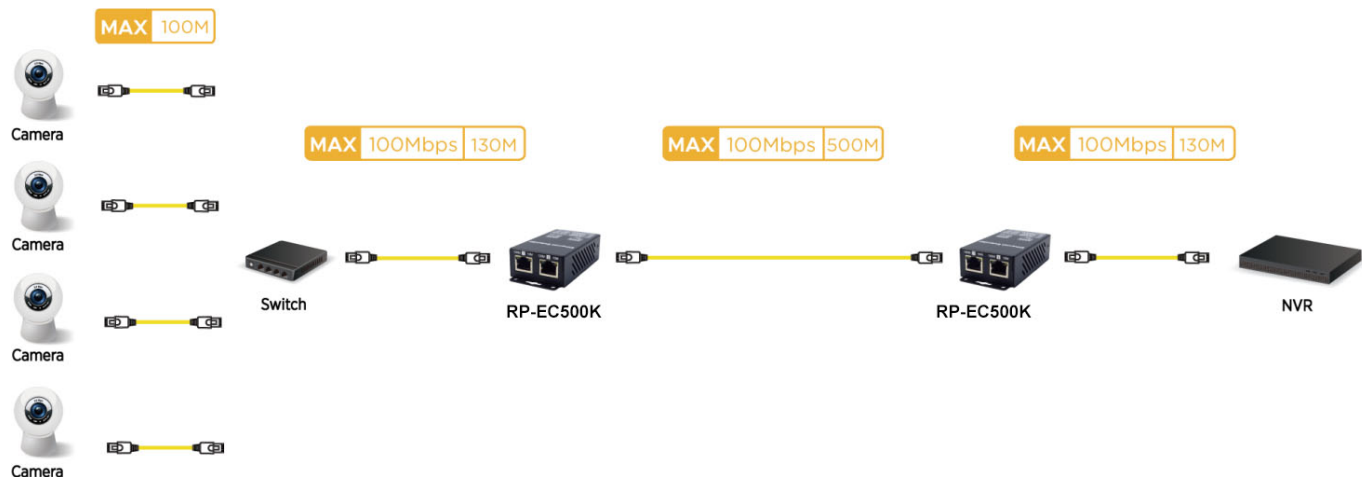 MAX 100M
Camera
MAX 100Mbps 130M
MAX 100Mbps 500M
MAX 100Mbps 130M
Camera
Switch
RP-EC500K
RP-EC500K
NVR
Camera
Camera